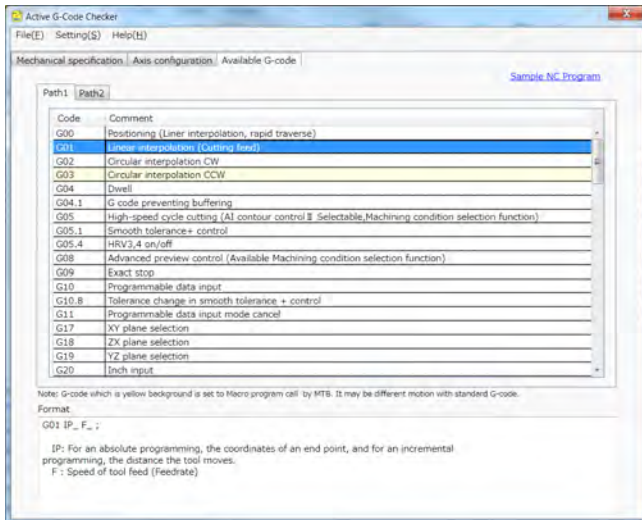 Active G-Code Checker
File(F) Setting(S) Help(H)
Mechanical specification Axis configuration Available G-code
Sample NC Program
Path1 Path2
Code Comment
G00 Positioning (Liner interpolation, rapid traverse)
G01 Linear interpolation (Cutting feed)
G02 Circular interpolation CW
G03 Circular interpolation CCW
G04 Dwell
G04.1 G code preventing buffering
G05 High-speed cycle cutting (AI contour control Ⅱ Selectable,Machining condition selection function)
G05.1 Smooth tolerance+ control
G05.4 HRV3,4 on/off
G08 Advanced preview control (Available Machining condition selection function)
G09 Exact stop
G10 Programmable data input
G10.8 Tolerance change in smooth tolerance + control
G11 Programmable data input mode cancel
G17 XY plane selection
G18 ZX plane selection
G19 YZ plane selection
G20 Inch input
Note: G-code which is yellow background is set to Macro program call by MTB. It may be different motion with standard G-code.
Format
G01 IP_ F_ ;
IP: For an absolute programming, the coordinates of an end point, and for an incremental
programming, the distance the tool moves.
F : Speed of tool feed (Feedrate)